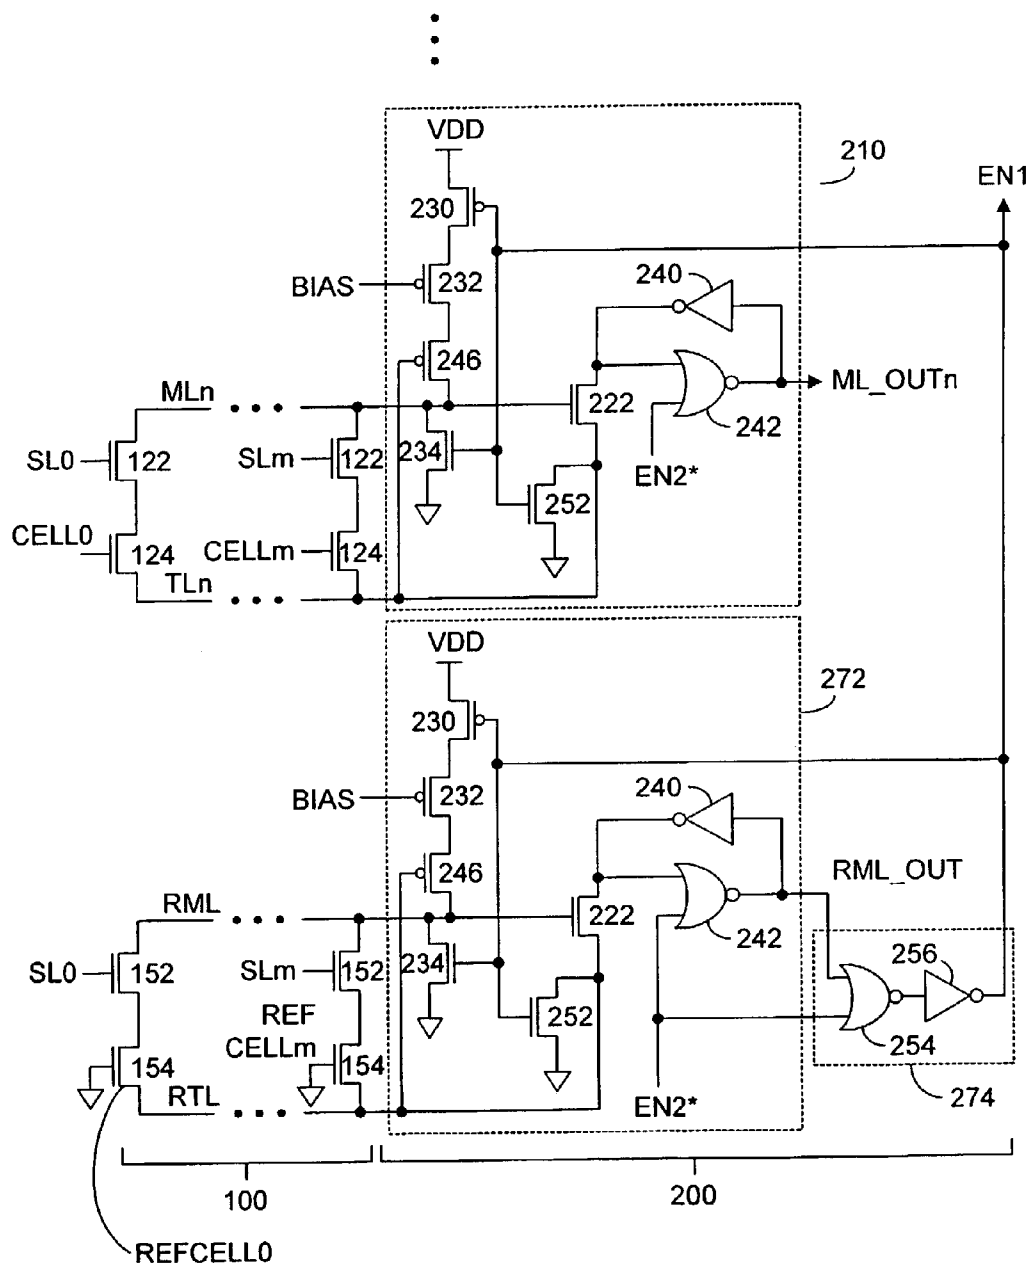 VDD
210
EN1
230
BIAS
232
240
246
MLn
222
ML_OUTn
242
SL0
122
SLm
122
234
EN2*
252
CELL0
124
CELLm
124
TLn
VDD
272
230
BIAS
232
240
246
RML_OUT
RML
222
242
256
SL0
152
SLm
152
234
REF
CELLm
252
254
154
154
RTL
EN2*
274
100
200
REFCELL0